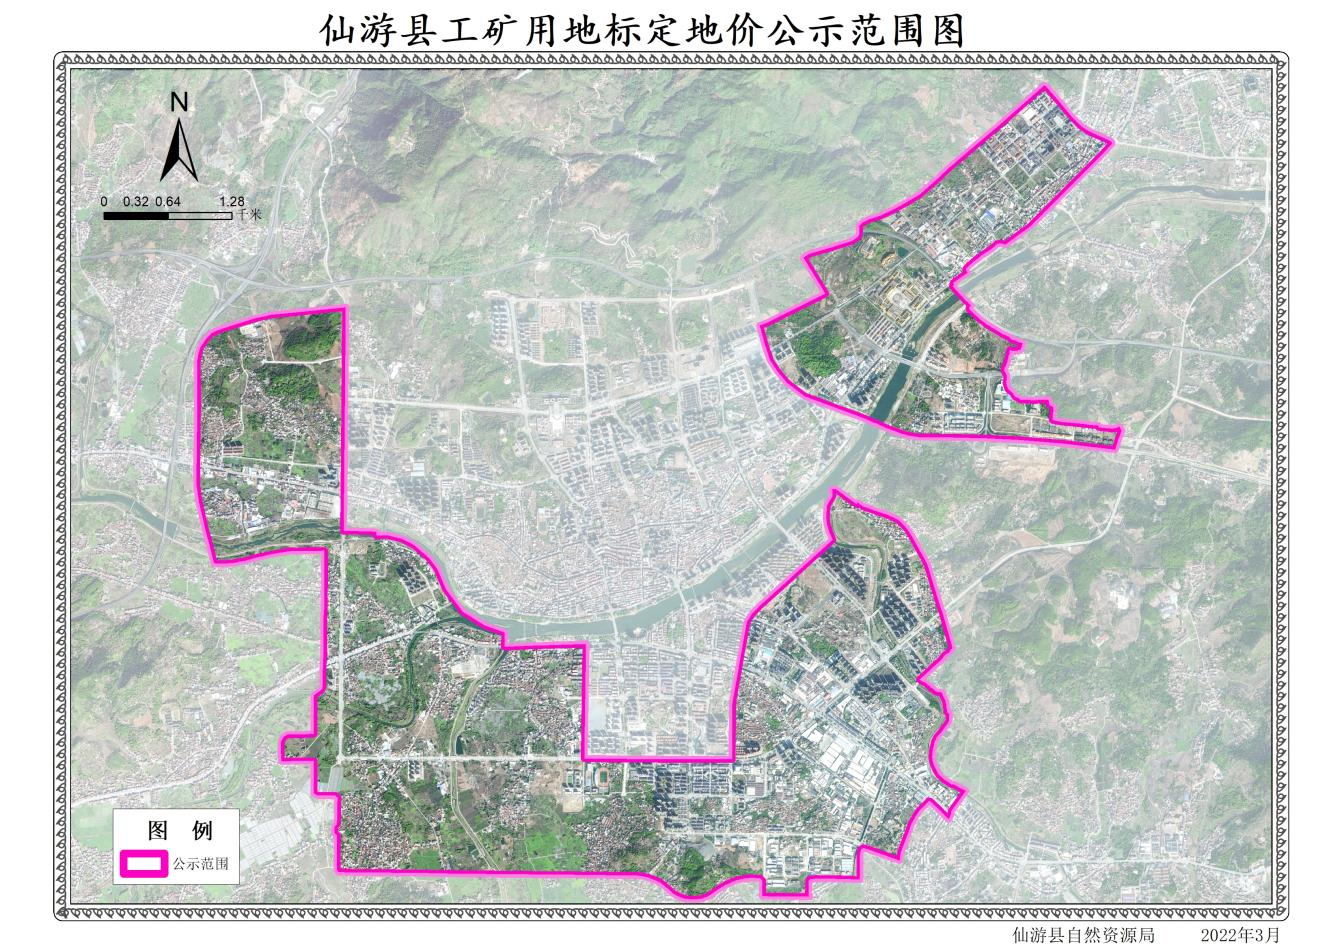 仙游县工矿用地标定地价公示范围图
N
0 0.32 0.64 1.28
千米
图 例
公示范围
仙游县自然资源局 2022年3月